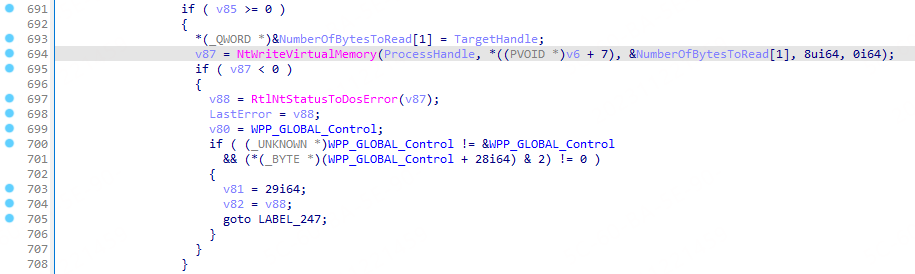 691 if ( v85 >= 0 )
692 {
693 *(_QWORD *)&NumberOfBytesToRead[1] = TargetHandle;
694 v87 = NtWriteVirtualMemory(ProcessHandle, *((PVOID *)v6 + 7), &NumberOfBytesToRead[1], 8ui64, 0i64);
695 if ( v87 < 0 )
696 {
697 v88 = RtlNtStatusToDosError(v87);
698 LastError = v88;
699 v80 = WPP_GLOBAL_Control;
700 if ( (_UNKNOWN *)WPP_GLOBAL_Control != &WPP_GLOBAL_Control
701 && (*(_BYTE *)(WPP_GLOBAL_Control + 28i64) & 2) != 0 )
702 {
703 v81 = 29i64;
704 v82 = v88;
705 goto LABEL_247;
706 }
707 }
708 }